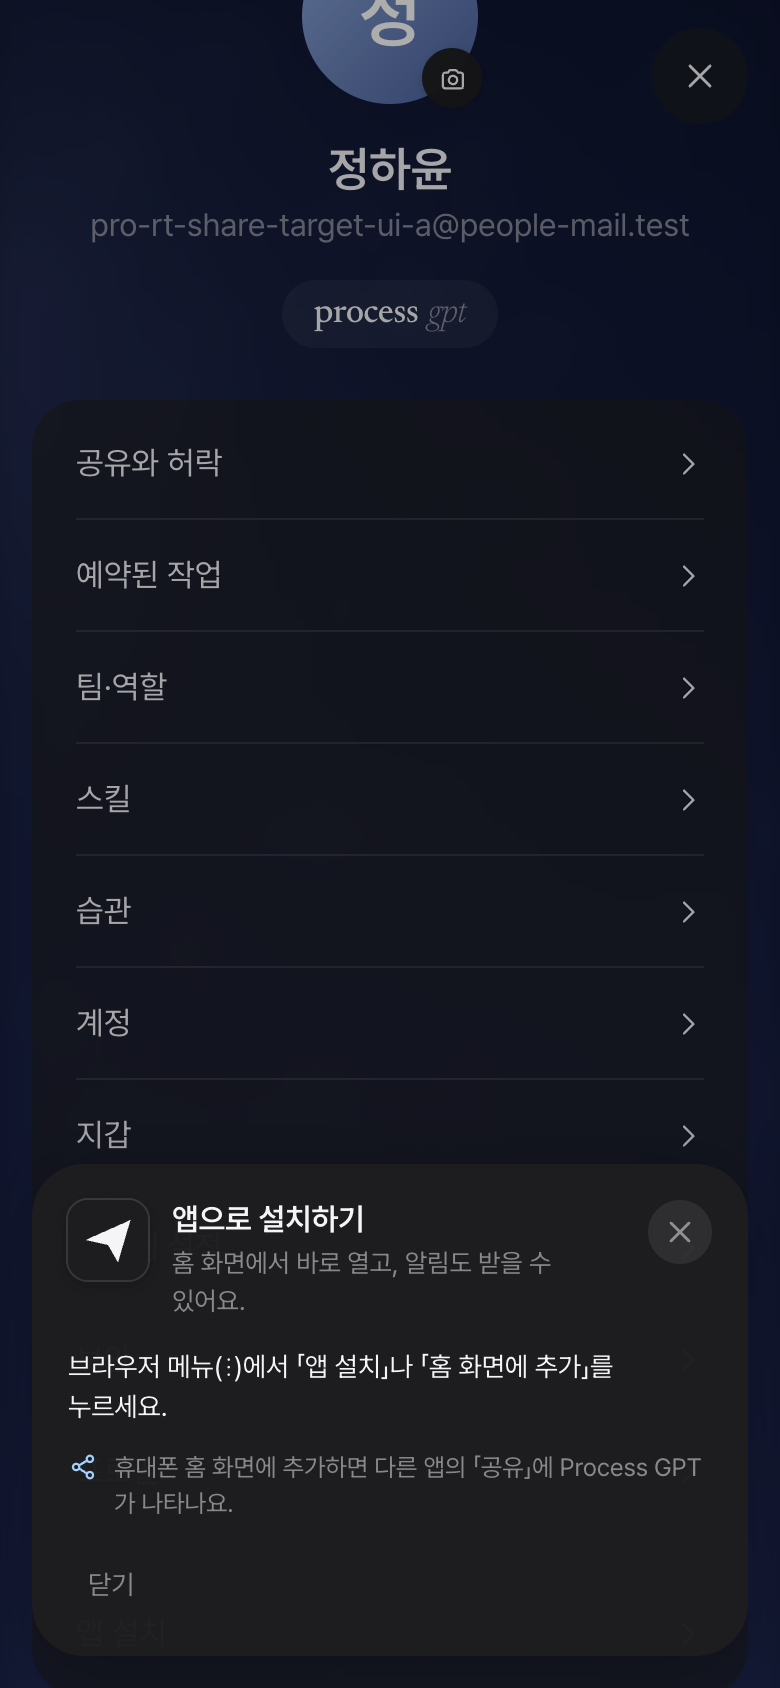 정
정하윤
pro-rt-share-target-ui-a@people-mail.test
process gpt
공유와 허락
예약된 작업
팀·역할
스킬
습관
계정
지갑
앱으로 설치하기
홈 화면에서 바로 열고, 알림도 받을 수
있어요.
브라우저 메뉴(⋮)에서 「앱 설치」나 「홈 화면에 추가」를
누르세요.
휴대폰 홈 화면에 추가하면 다른 앱의 「공유」에 Process GPT
가 나타나요.
닫기
앱 설치